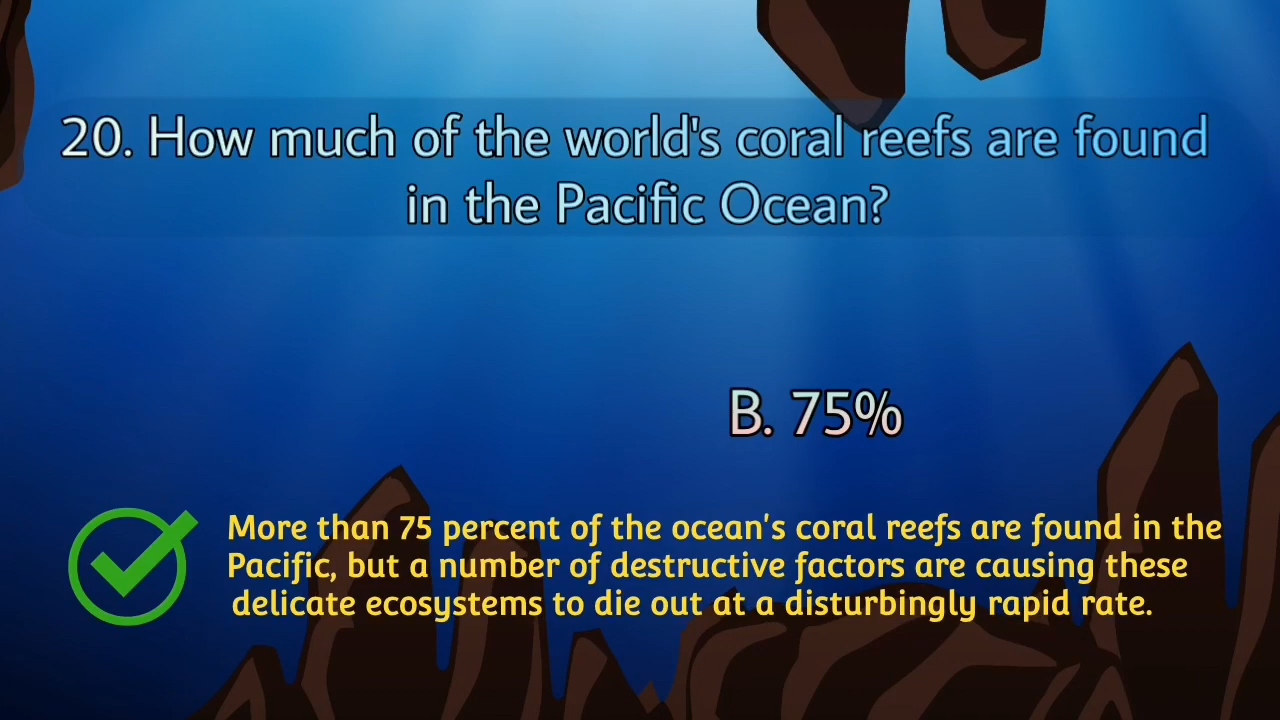 20. How much of the world's coral reefs are found
in the Pacific Ocean?
B. 75%
More than 75 percent of the ocean's coral reefs are found in the
Pacific, but a number of destructive factors are causing these
delicate ecosystems to die out at a disturbingly rapid rate.